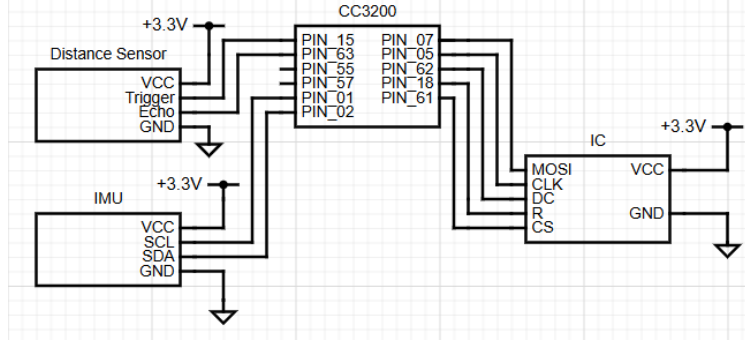 CC3200
+3.3V
Distance Sensor
VCC
Trigger
Echo
GND
PIN_15 PIN_07
PIN_63 PIN_05
PIN_55 PIN_62
PIN_57 PIN_18
PIN_01 PIN_61
PIN_02
+3.3V
IMU
VCC
SCL
SDA
GND
+3.3V
IC
MOSI VCC
CLK
DC
R GND
CS